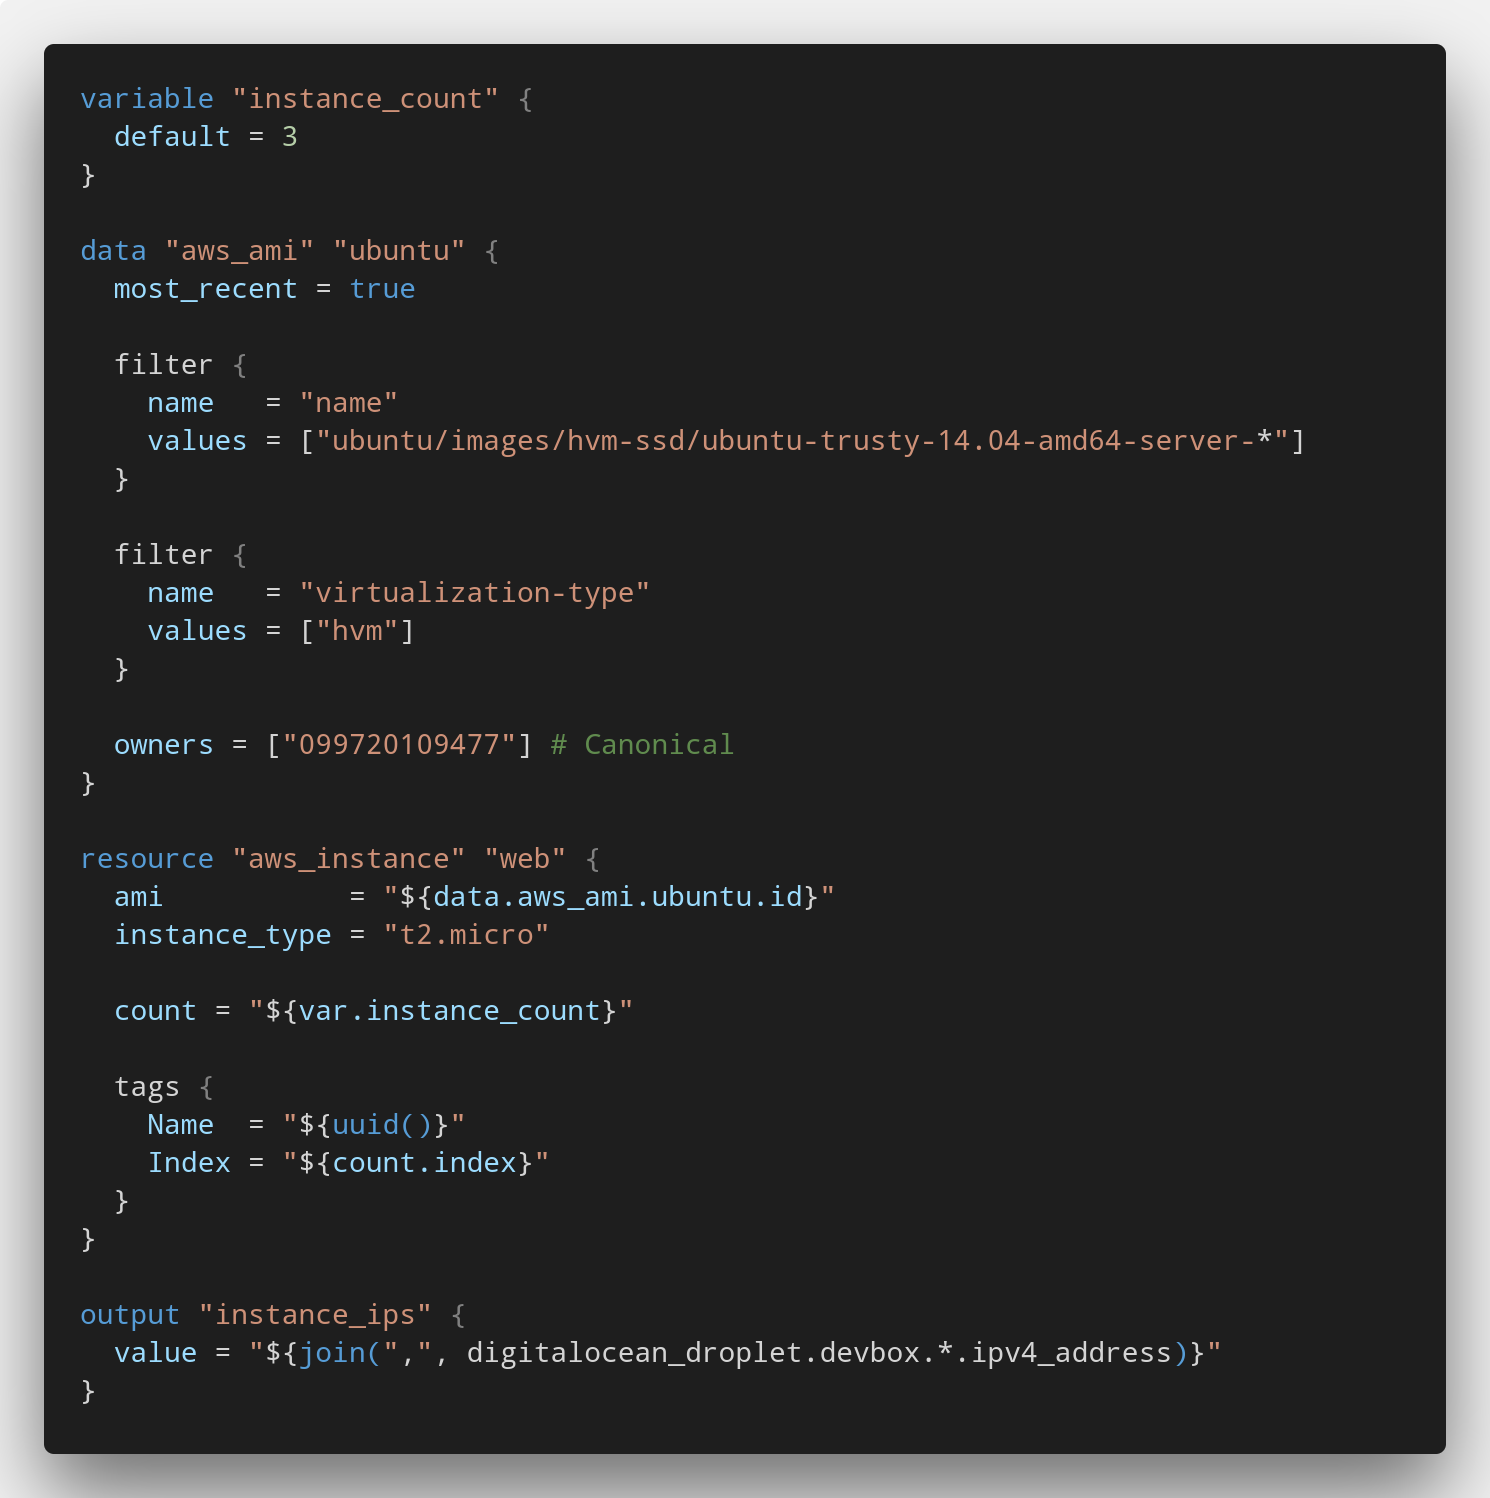 variable "instance_count" {
  default = 3
}

data "aws_ami" "ubuntu" {
  most_recent = true

  filter {
    name   = "name"
    values = ["ubuntu/images/hvm-ssd/ubuntu-trusty-14.04-amd64-server-*"]
  }

  filter {
    name   = "virtualization-type"
    values = ["hvm"]
  }

  owners = ["099720109477"] # Canonical
}

resource "aws_instance" "web" {
  ami           = "${data.aws_ami.ubuntu.id}"
  instance_type = "t2.micro"

  count = "${var.instance_count}"

  tags {
    Name  = "${uuid()}"
    Index = "${count.index}"
  }
}

output "instance_ips" {
  value = "${join(",", digitalocean_droplet.devbox.*.ipv4_address)}"
}